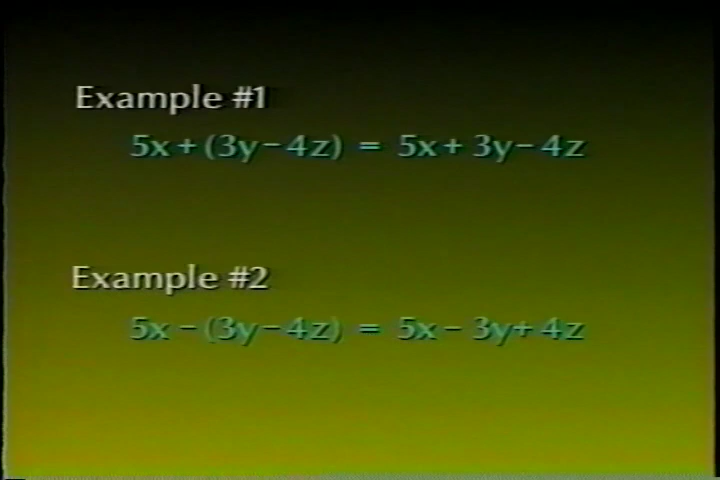 Example #1
5x + (3y − 4z) = 5x + 3y − 4z
Example #2
5x − (3y − 4z) = 5x − 3y + 4z